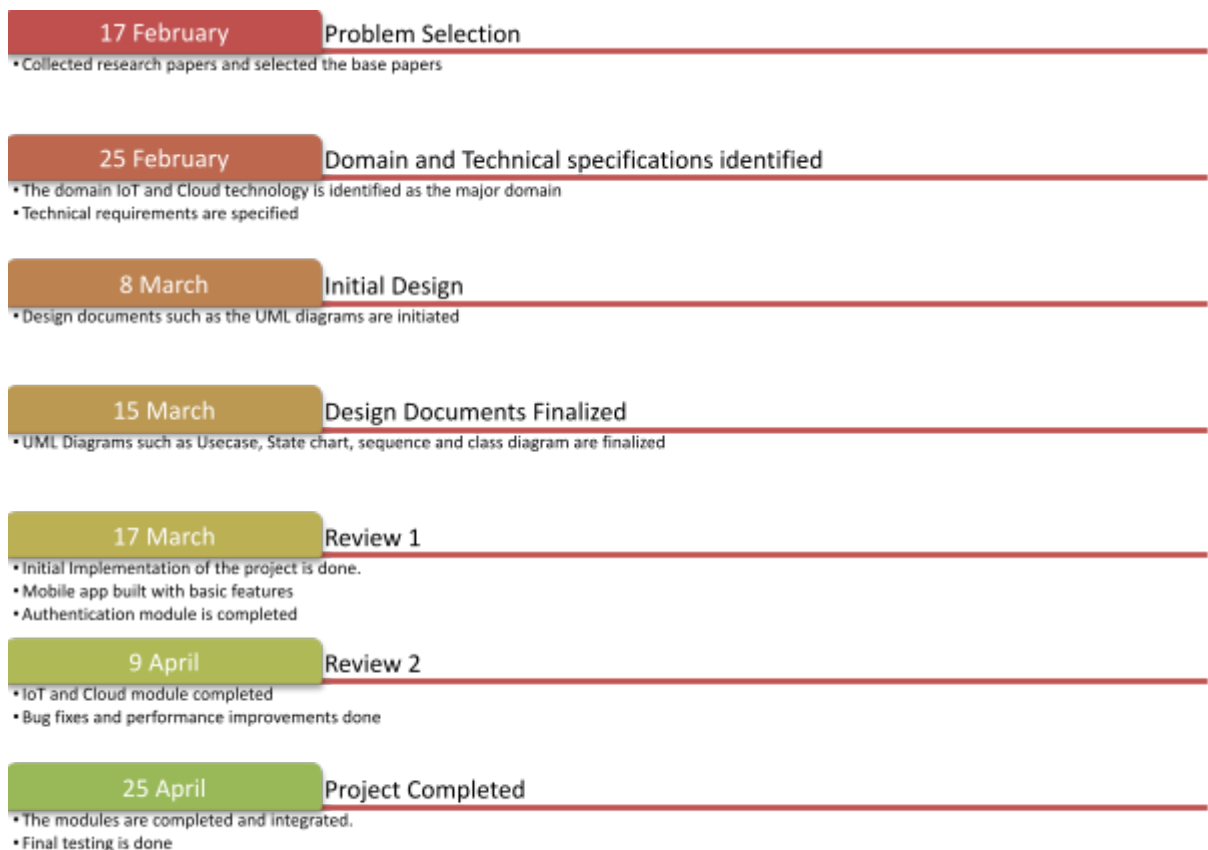 17 February
Problem Selection
• Collected research papers and selected the base papers
25 February
Domain and Technical specifications identified
• The domain IoT and Cloud technology is identified as the major domain
• Technical requirements are specified
8 March
Initial Design
• Design documents such as the UML diagrams are initiated
15 March
Design Documents Finalized
• UML Diagrams such as Usecase, State chart, sequence and class diagram are finalized
17 March
Review 1
• Initial Implementation of the project is done.
• Mobile app built with basic features
• Authentication module is completed
9 April
Review 2
• IoT and Cloud module completed
• Bug fixes and performance improvements done
25 April
Project Completed
• The modules are completed and integrated.
• Final testing is done